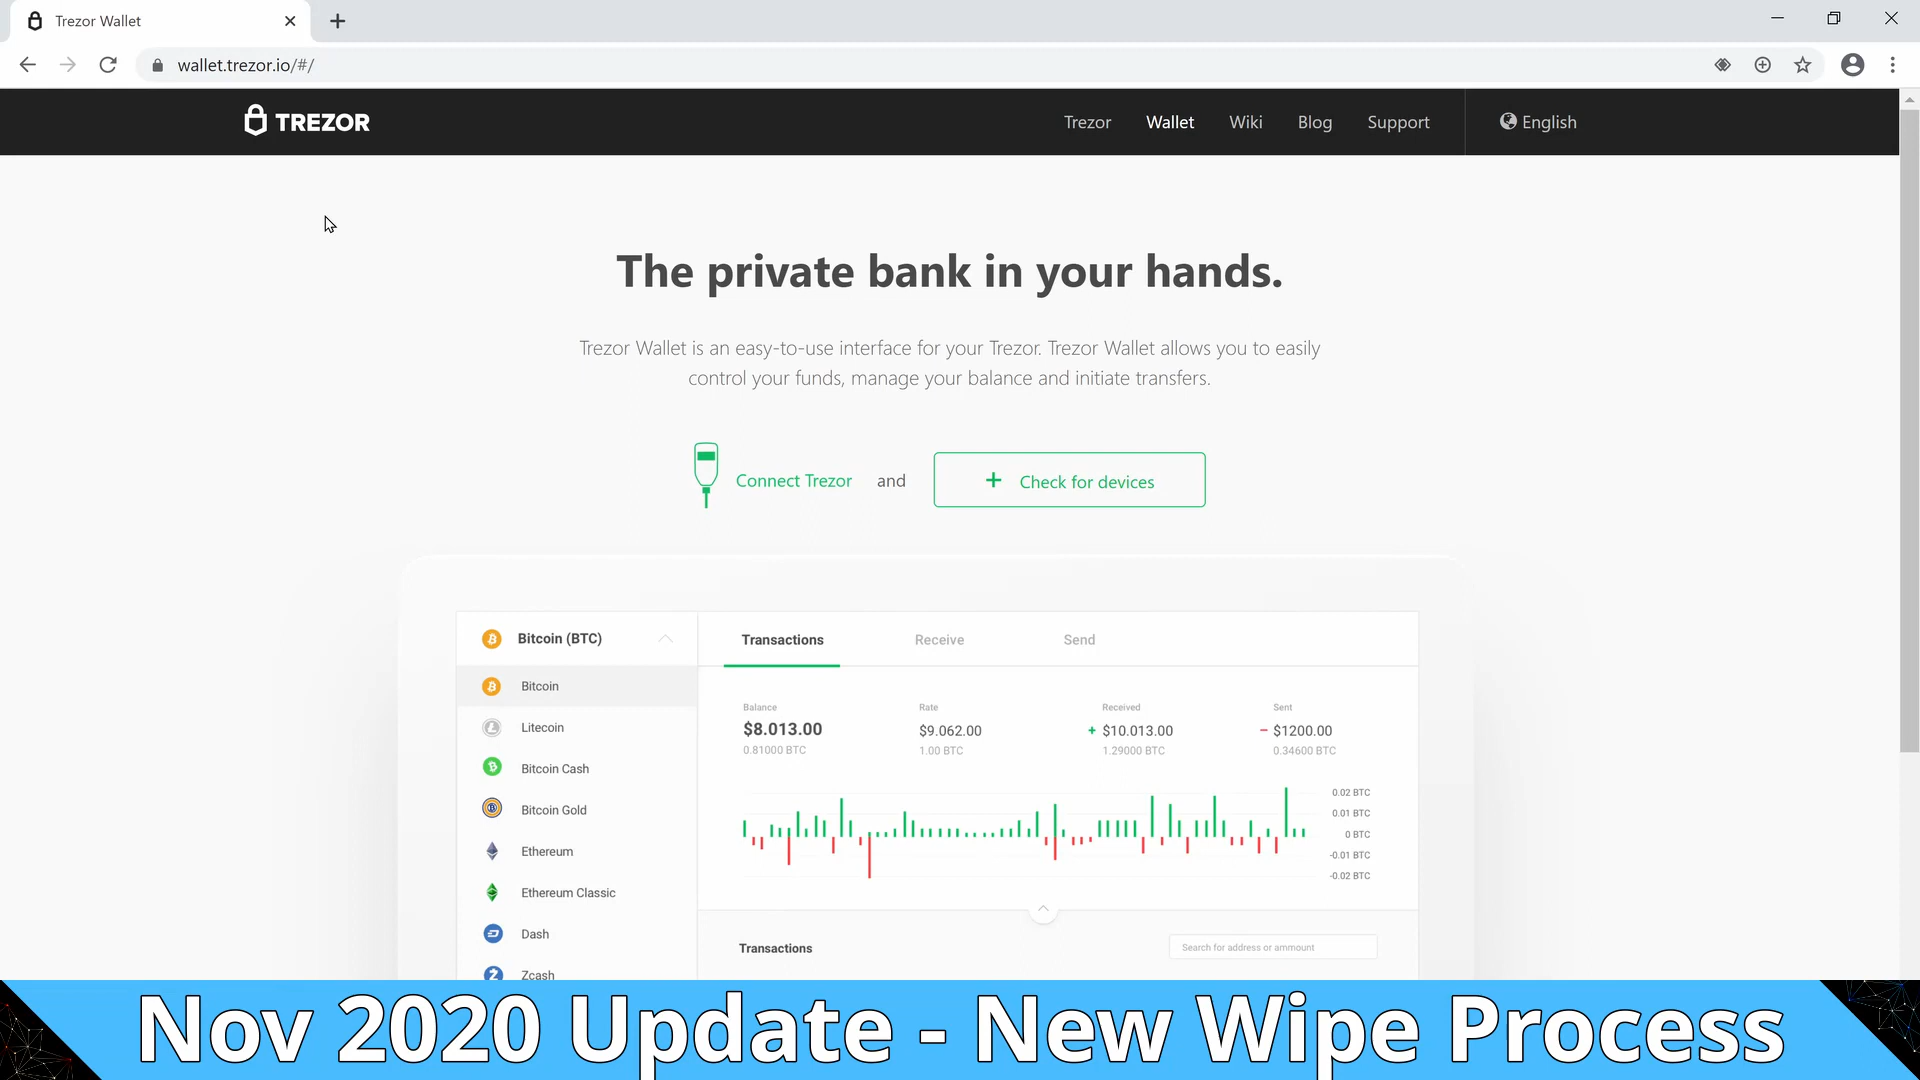 Trezor Wallet
wallet.trezor.io/#/
TREZOR
Trezor Wallet Wiki Blog Support English
The private bank in your hands.
Trezor Wallet is an easy-to-use interface for your Trezor. Trezor Wallet allows you to easily
control your funds, manage your balance and initiate transfers.
Connect Trezor and + Check for devices
Bitcoin (BTC)
Bitcoin
Litecoin
Bitcoin Cash
Bitcoin Gold
Ethereum
Ethereum Classic
Dash
Zcash
Transactions Receive Send
Balance Rate Received Sent
$8.013.00 $9.062.00 + $10.013.00 − $1200.00
0.81000 BTC 1.00 BTC 1.29000 BTC 0.34600 BTC
0.02 BTC
0.01 BTC
0 BTC
-0.01 BTC
-0.02 BTC
Transactions Search for address or ammount
Nov 2020 Update - New Wipe Process